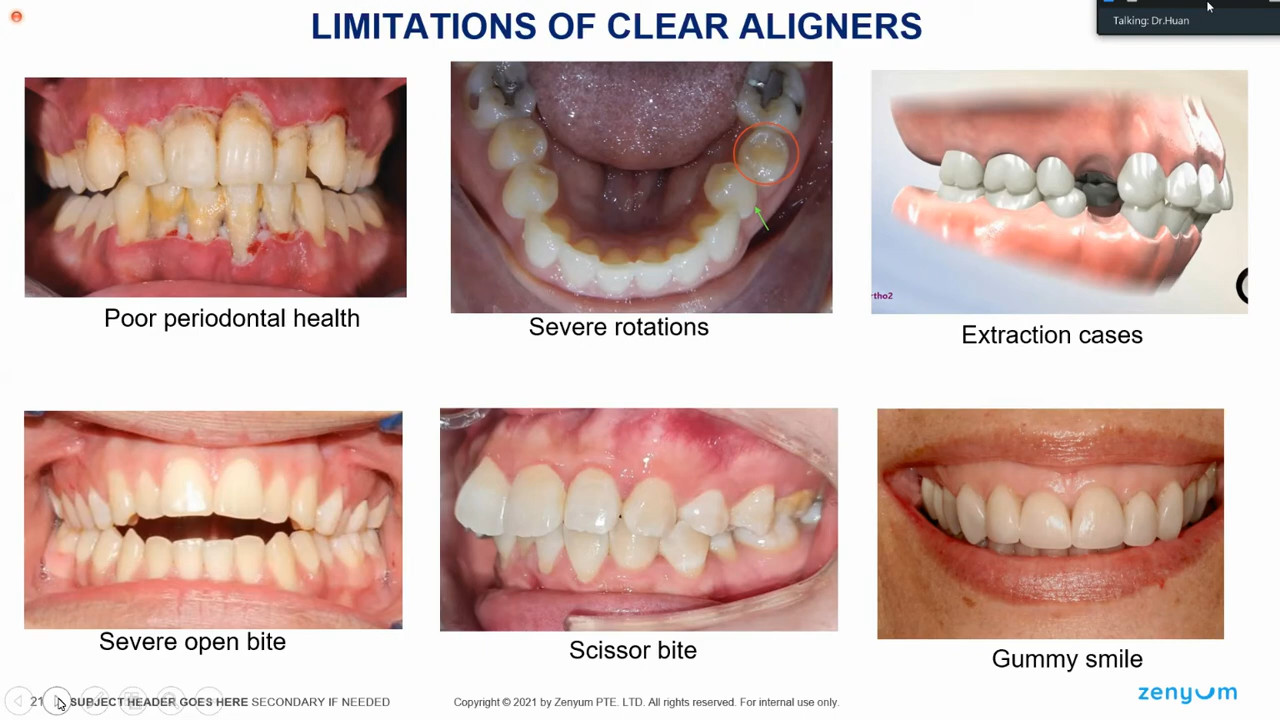 LIMITATIONS OF CLEAR ALIGNERS
Talking: Dr.Huan
rtho2
Poor periodontal health
Severe rotations
Extraction cases
Severe open bite
Scissor bite
Gummy smile
21
SUBJECT HEADER GOES HERE SECONDARY IF NEEDED
Copyright © 2021 by Zenyum PTE. LTD. All rights reserved. For internal use only.
zenyum